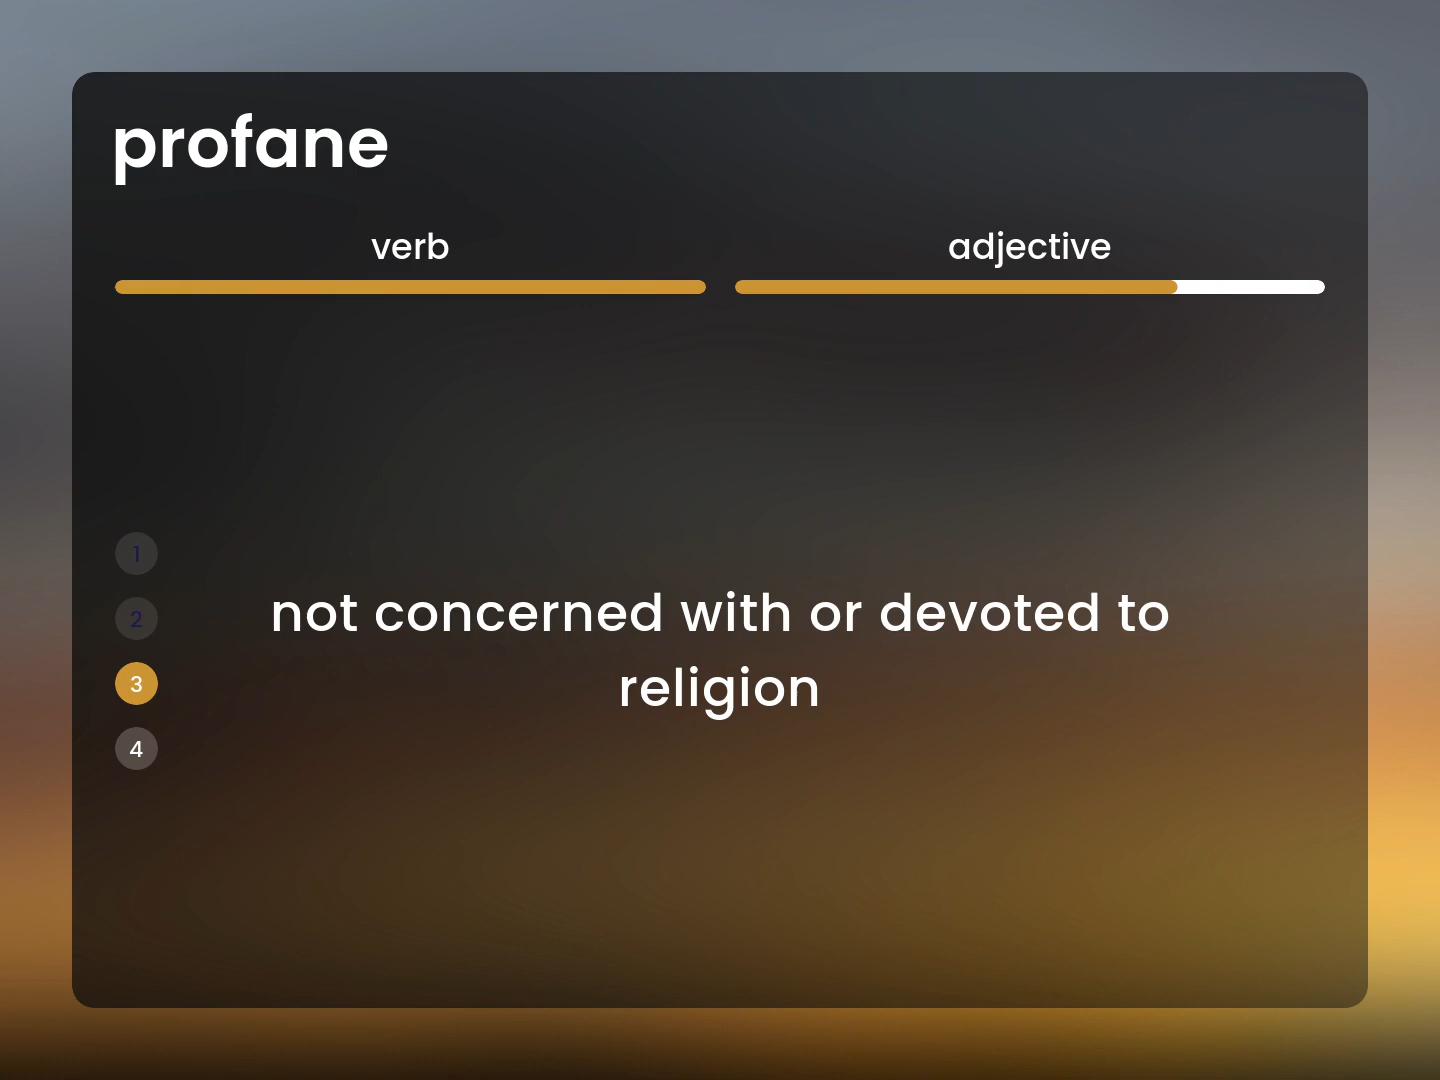 profane
verb
adjective
1
2
3
4
not concerned with or devoted to
religion